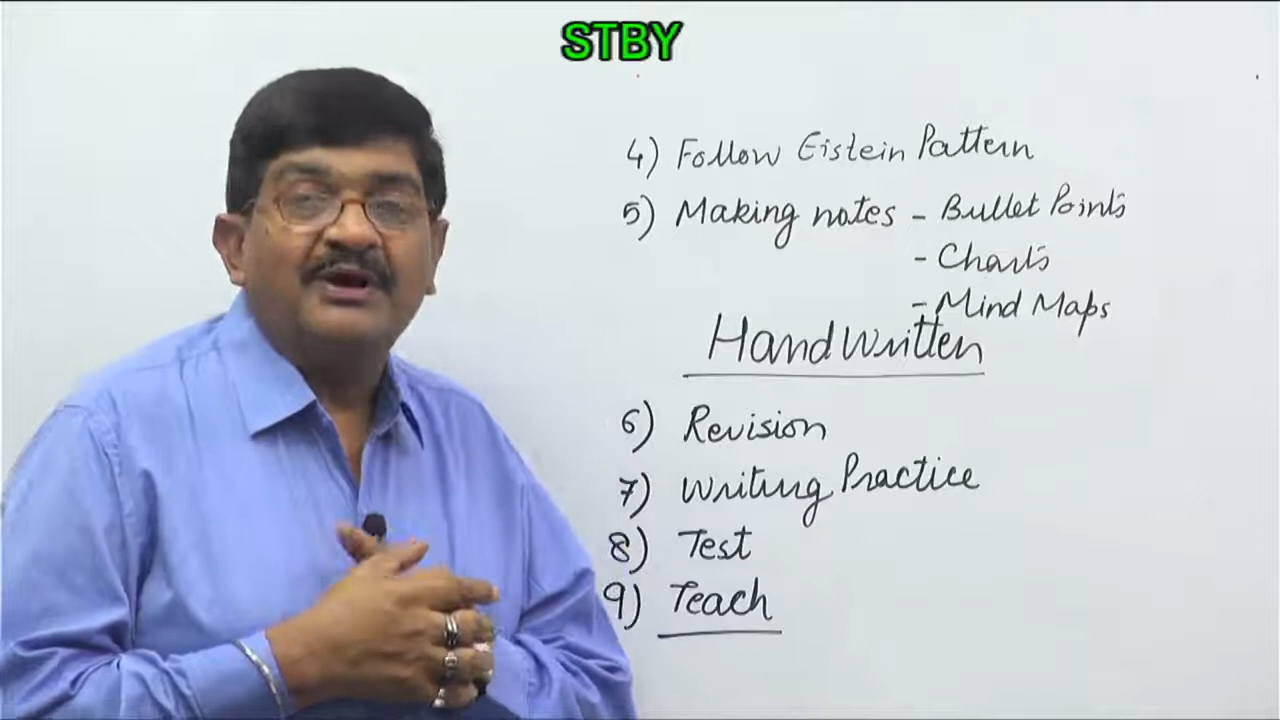 STBY
4) Follow Eistein Pattern
5) Making notes - Bullet Points
- Charts
- Mind Maps
Handwritten
6) Revision
7) Writing Practice
8) Test
9) Teach